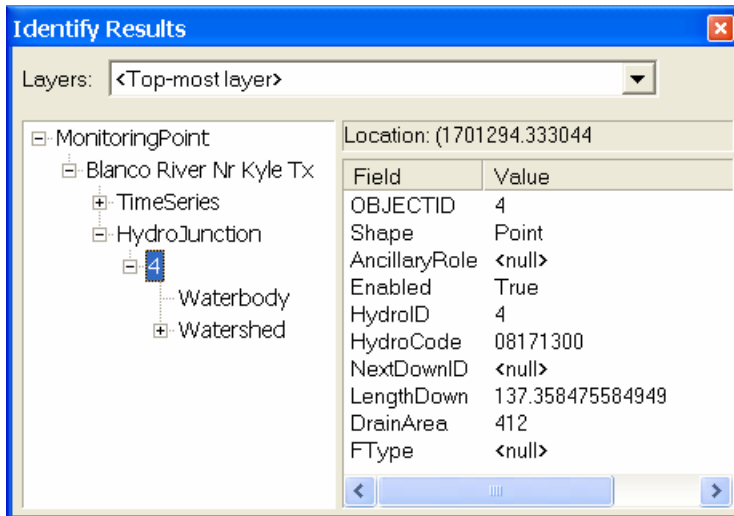 Identify Results
Layers: <Top-most layer>
MonitoringPoint
Blanco River Nr Kyle Tx
TimeSeries
HydroJunction
4
Waterbody
Watershed
Location: (1701294.333044
Field Value
OBJECTID 4
Shape Point
AncillaryRole <null>
Enabled True
HydroID 4
HydroCode 08171300
NextDownID <null>
LengthDown 137.358475584949
DrainArea 412
FType <null>